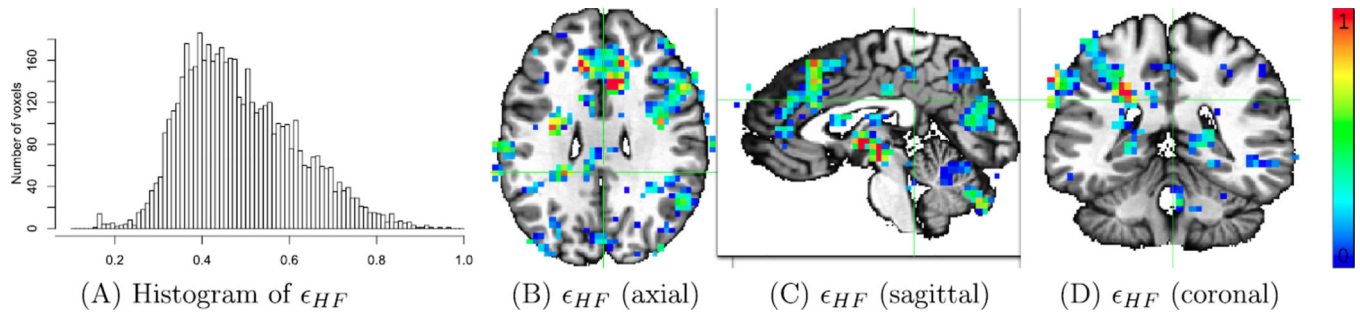 Number of voxels
0 40 80 120 160
0.2 0.4 0.6 0.8 1.0
1
0
(A) Histogram of ϵ_HF
(B) ϵ_HF (axial)
(C) ϵ_HF (sagittal)
(D) ϵ_HF (coronal)